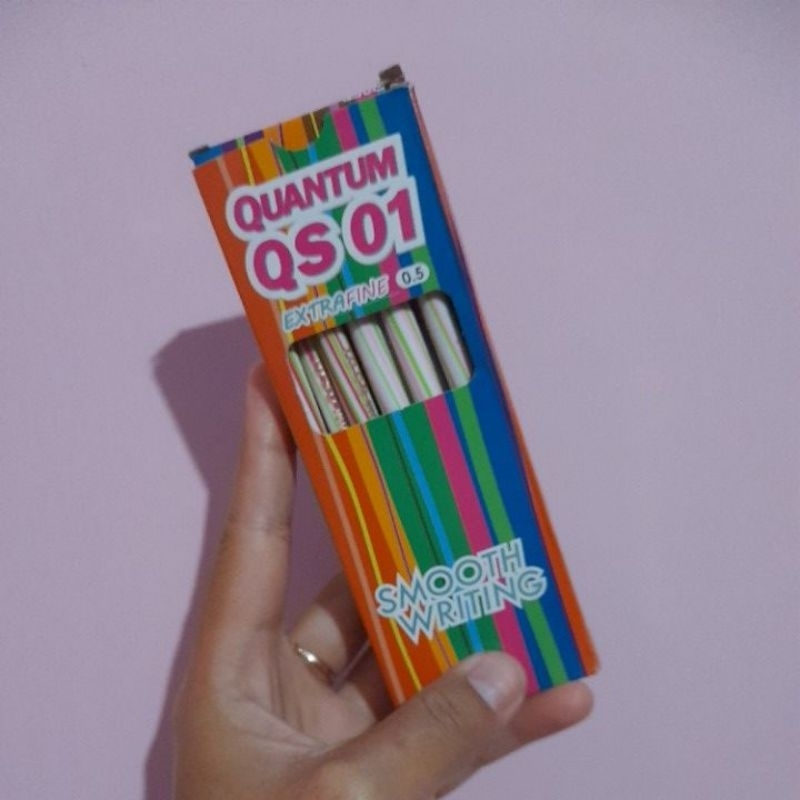 QUANTUM
QS 01
EXTRAFINE 0.5
SMOOTH
WRITING